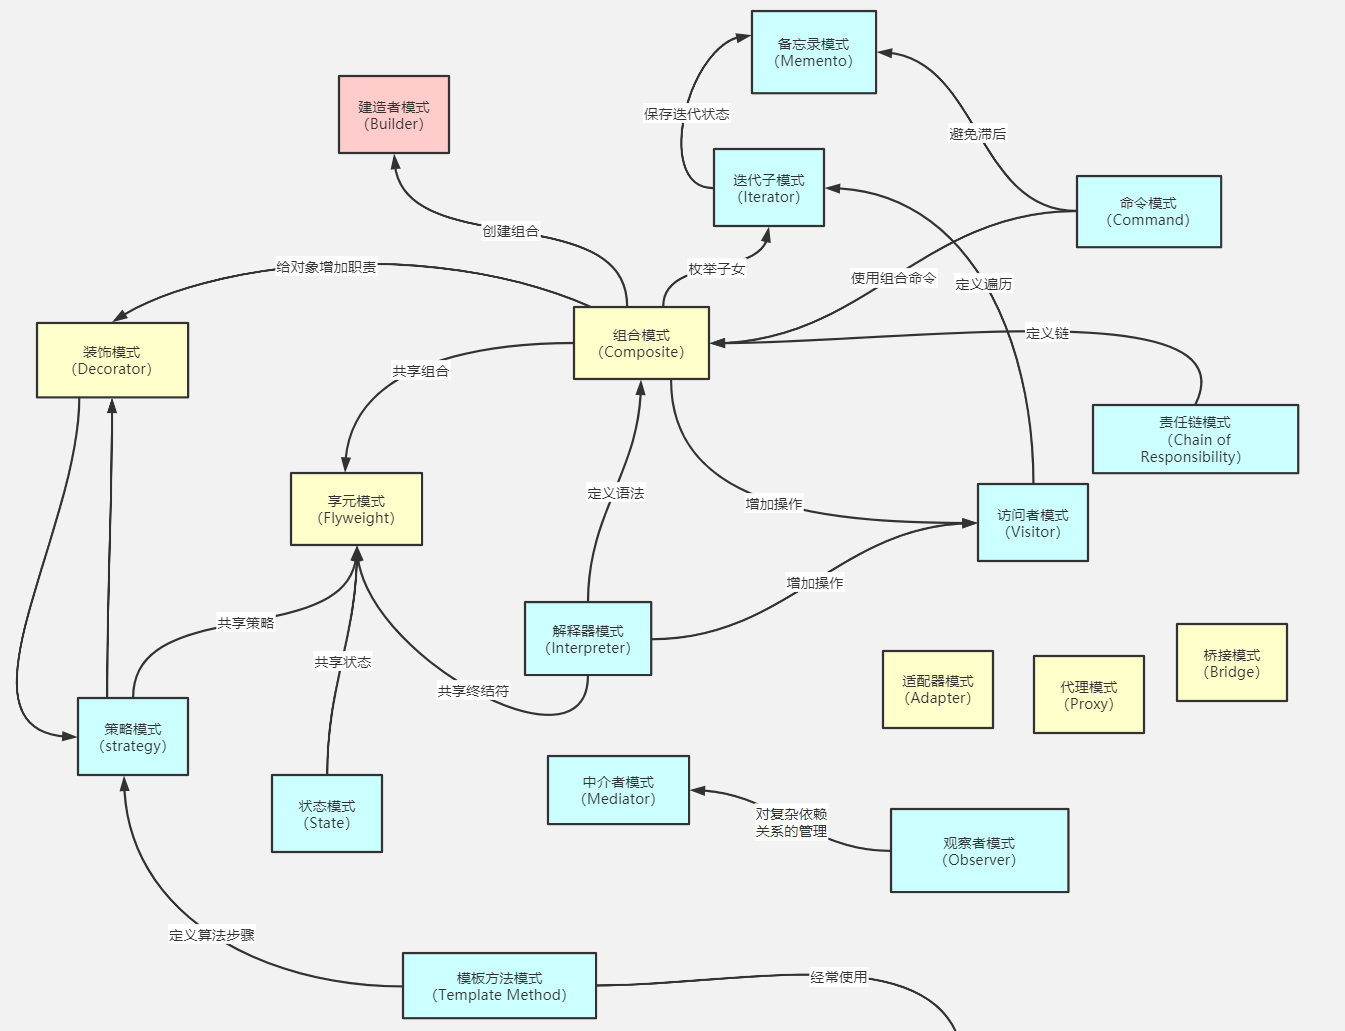 备忘录模式
（Memento）
建造者模式
（Builder）
保存迭代状态
避免滞后
迭代子模式
（Iterator）
命令模式
（Command）
创建组合
给对象增加职责
枚举子女
使用组合命令
定义遍历
装饰模式
（Decorator）
组合模式
（Composite）
定义链
共享组合
责任链模式
（Chain of
Responsibility）
享元模式
（Flyweight）
定义语法
增加操作
访问者模式
（Visitor）
增加操作
共享策略
解释器模式
（Interpreter）
共享状态
共享终结符
适配器模式
（Adapter）
代理模式
（Proxy）
桥接模式
（Bridge）
策略模式
（strategy）
状态模式
（State）
中介者模式
（Mediator）
对复杂依赖
关系的管理
观察者模式
（Observer）
定义算法步骤
模板方法模式
（Template Method）
经常使用